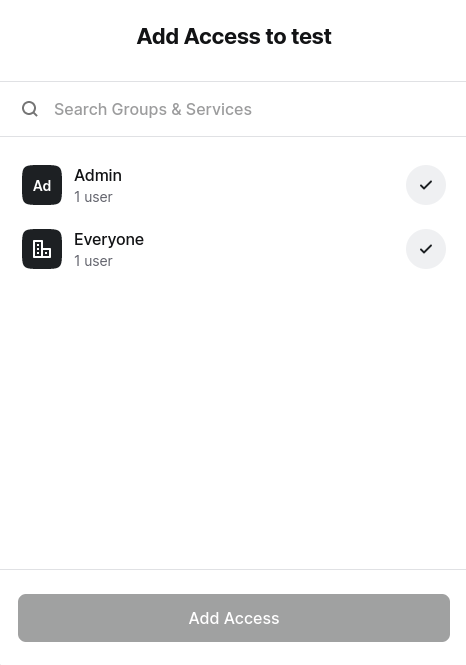 Add Access to test
Search Groups & Services
Ad
Admin
1 user
Everyone
1 user
Add Access